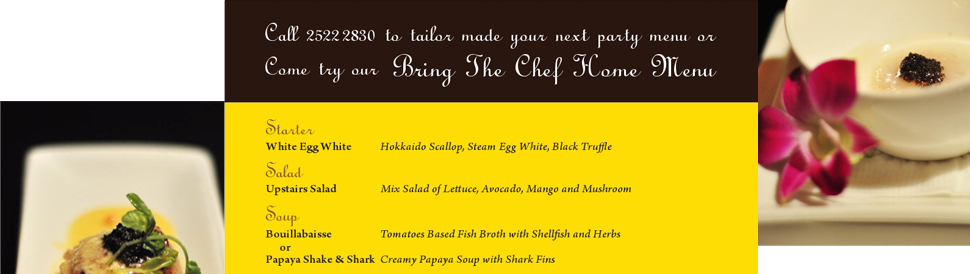 Call 2522 2830 to tailor made your next party menu or
Come try our Bring The Chef Home Menu
Starter
White Egg White Hokkaido Scallop, Steam Egg White, Black Truffle
Salad
Upstairs Salad Mix Salad of Lettuce, Avocado, Mango and Mushroom
Soup
Bouillabaisse Tomatoes Based Fish Broth with Shellfish and Herbs
or
Papaya Shake & Shark Creamy Papaya Soup with Shark Fins